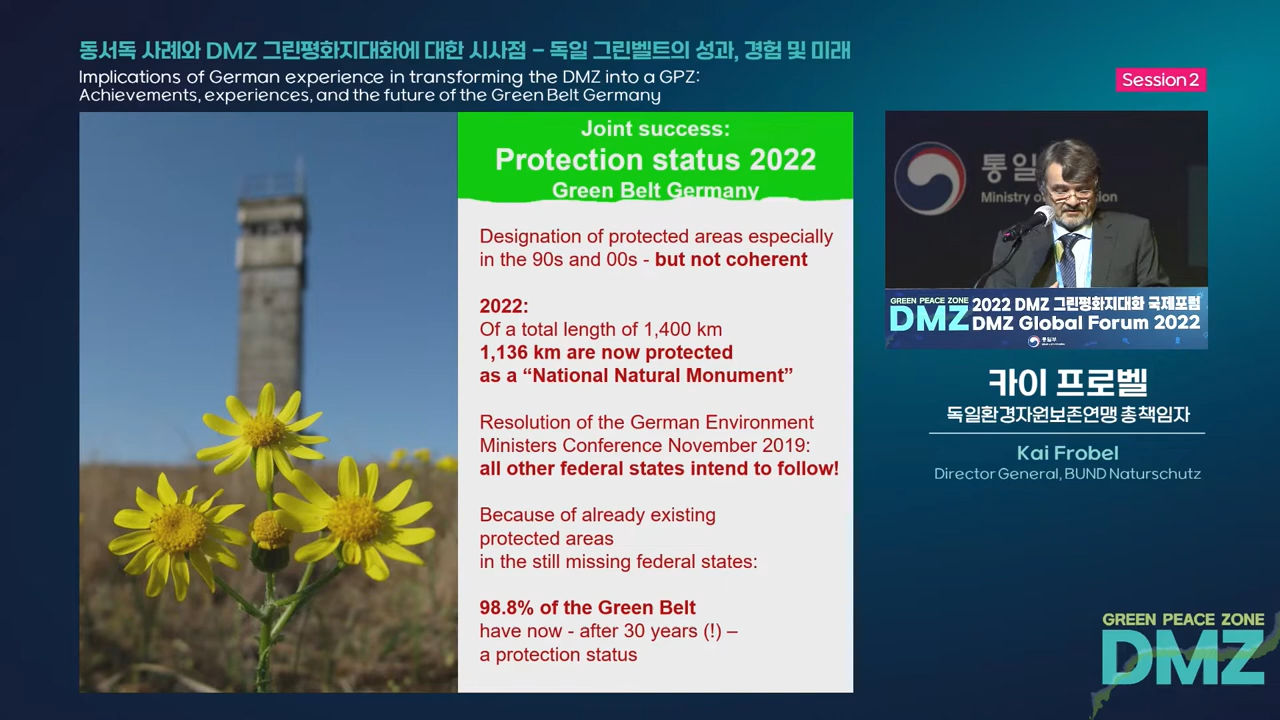 동서독 사례와 DMZ 그린평화지대화에 대한 시사점 – 독일 그린벨트의 성과, 경험 및 미래
Implications of German experience in transforming the DMZ into a GPZ:
Achievements, experiences, and the future of the Green Belt Germany
Session 2
Joint success:
Protection status 2022
Green Belt Germany
Designation of protected areas especially
in the 90s and 00s - but not coherent
2022:
Of a total length of 1,400 km
1,136 km are now protected
as a “National Natural Monument”
Resolution of the German Environment
Ministers Conference November 2019:
all other federal states intend to follow!
Because of already existing
protected areas
in the still missing federal states:
98.8% of the Green Belt
have now - after 30 years (!) –
a protection status
통일
Ministry of
GREEN PEACE ZONE
DMZ
2022 DMZ 그린평화지대화 국제포럼
DMZ Global Forum 2022
통일부
카이 프로벨
독일환경자원보존연맹 총책임자
Kai Frobel
Director General, BUND Naturschutz
GREEN PEACE ZONE
DMZ